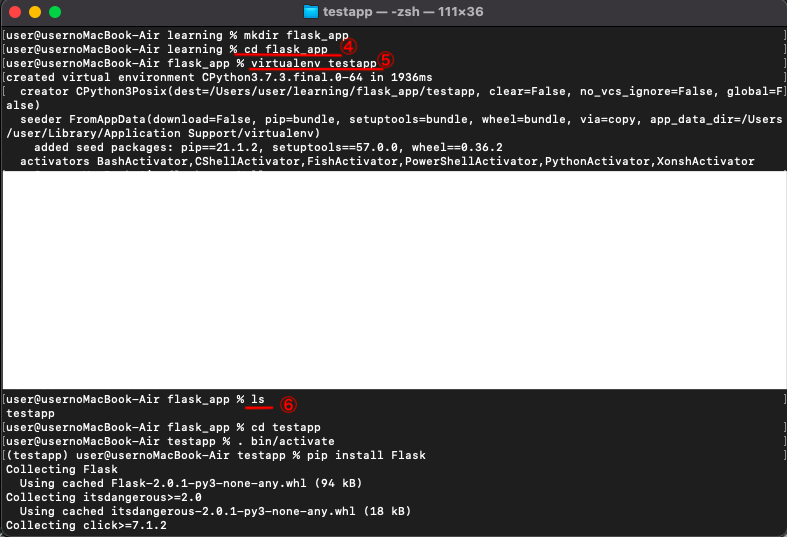 testapp — -zsh — 111×36
[user@usernoMacBook-Air learning % mkdir flask_app ]
[user@usernoMacBook-Air learning % cd flask_app ④ ]
[user@usernoMacBook-Air flask_app % virtualenv testapp ⑤ ]
created virtual environment CPython3.7.3.final.0-64 in 1936ms
[ creator CPython3Posix(dest=/Users/user/learning/flask_app/testapp, clear=False, no_vcs_ignore=False, global=F]
alse)
seeder FromAppData(download=False, pip=bundle, setuptools=bundle, wheel=bundle, via=copy, app_data_dir=/Users
/user/Library/Application Support/virtualenv)
added seed packages: pip==21.1.2, setuptools==57.0.0, wheel==0.36.2
activators BashActivator,CShellActivator,FishActivator,PowerShellActivator,PythonActivator,XonshActivator
[user@usernoMacBook-Air flask_app % ls ⑥ ]
testapp
[user@usernoMacBook-Air flask_app % cd testapp ]
[user@usernoMacBook-Air testapp % . bin/activate ]
[(testapp) user@usernoMacBook-Air testapp % pip install Flask ]
Collecting Flask
Using cached Flask-2.0.1-py3-none-any.whl (94 kB)
Collecting itsdangerous>=2.0
Using cached itsdangerous-2.0.1-py3-none-any.whl (18 kB)
Collecting click>=7.1.2